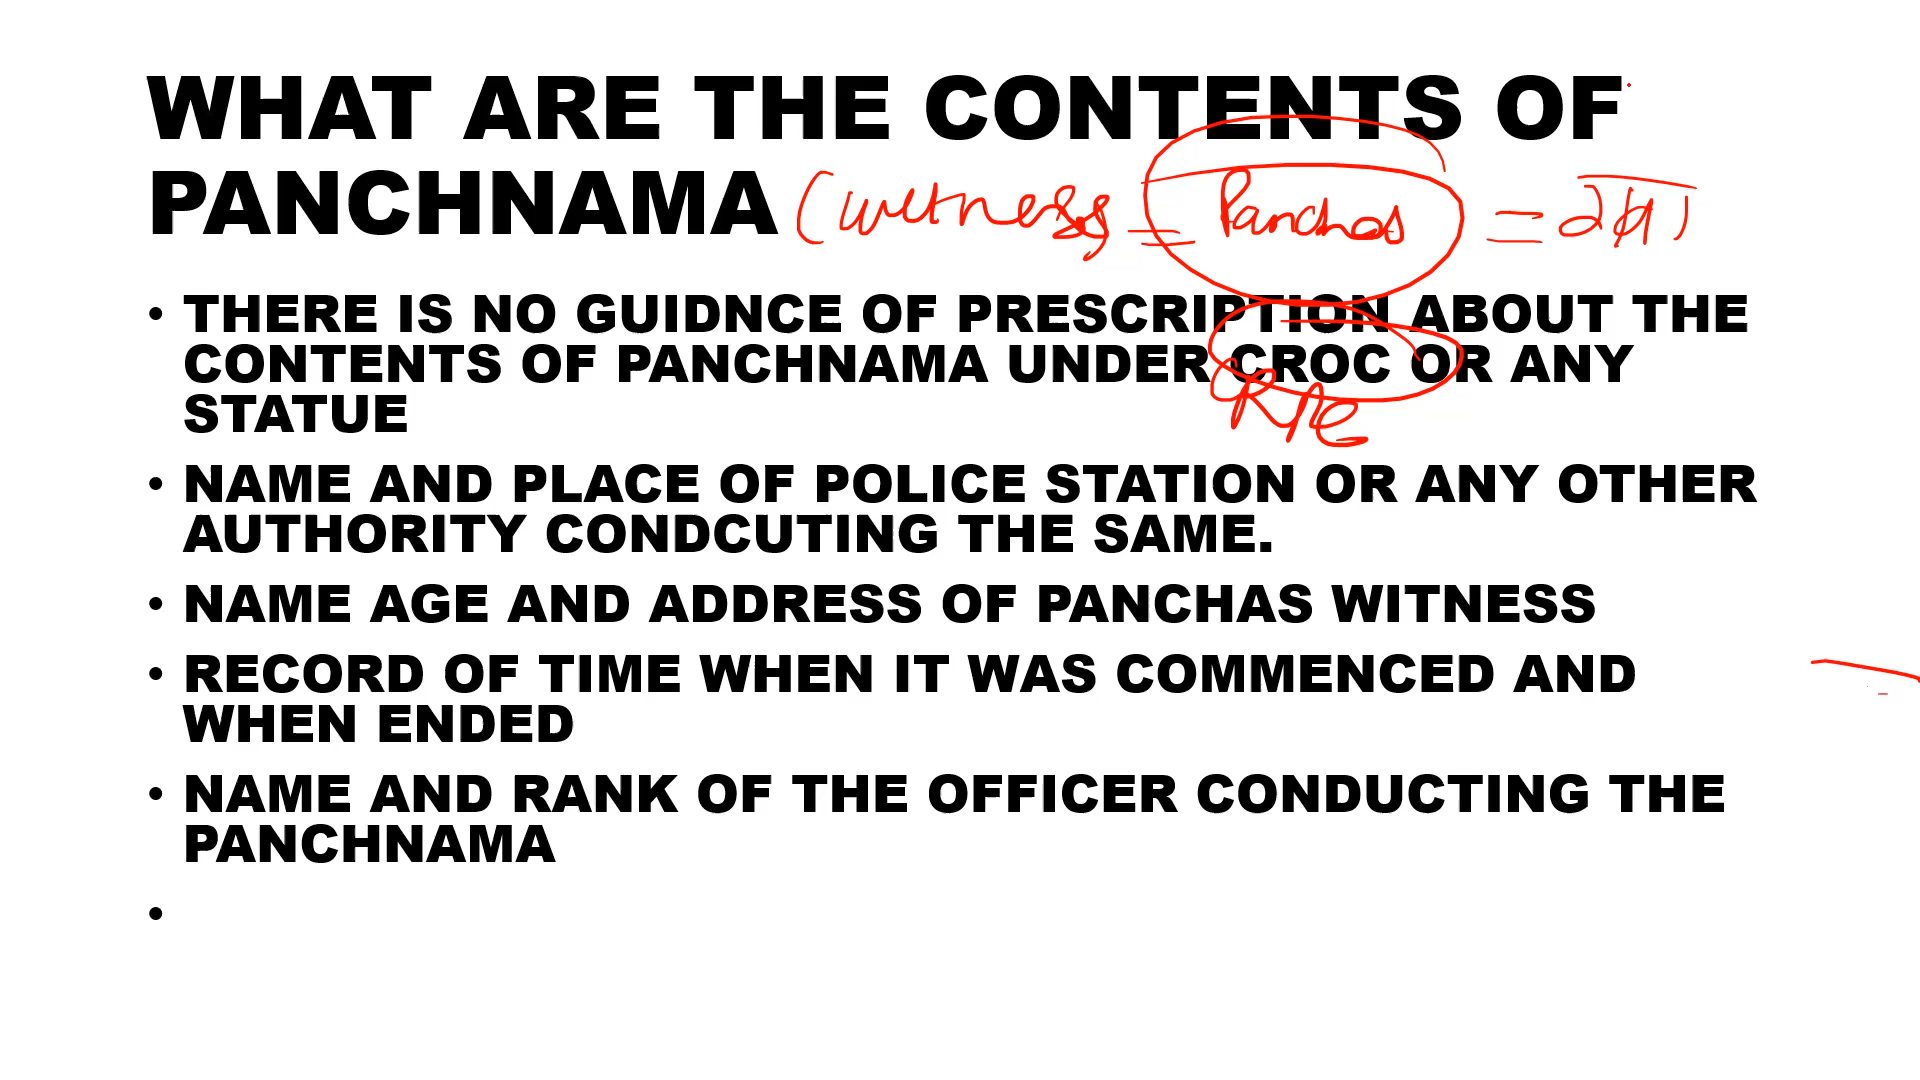 WHAT ARE THE CONTENTS OF
PANCHNAMA (witness = Panchas =
• THERE IS NO GUIDNCE OF PRESCRIPTION ABOUT THE
CONTENTS OF PANCHNAMA UNDER CROC OR ANY
STATUE
• NAME AND PLACE OF POLICE STATION OR ANY OTHER
AUTHORITY CONDCUTING THE SAME.
• NAME AGE AND ADDRESS OF PANCHAS WITNESS
• RECORD OF TIME WHEN IT WAS COMMENCED AND
WHEN ENDED
• NAME AND RANK OF THE OFFICER CONDUCTING THE
PANCHNAMA
•